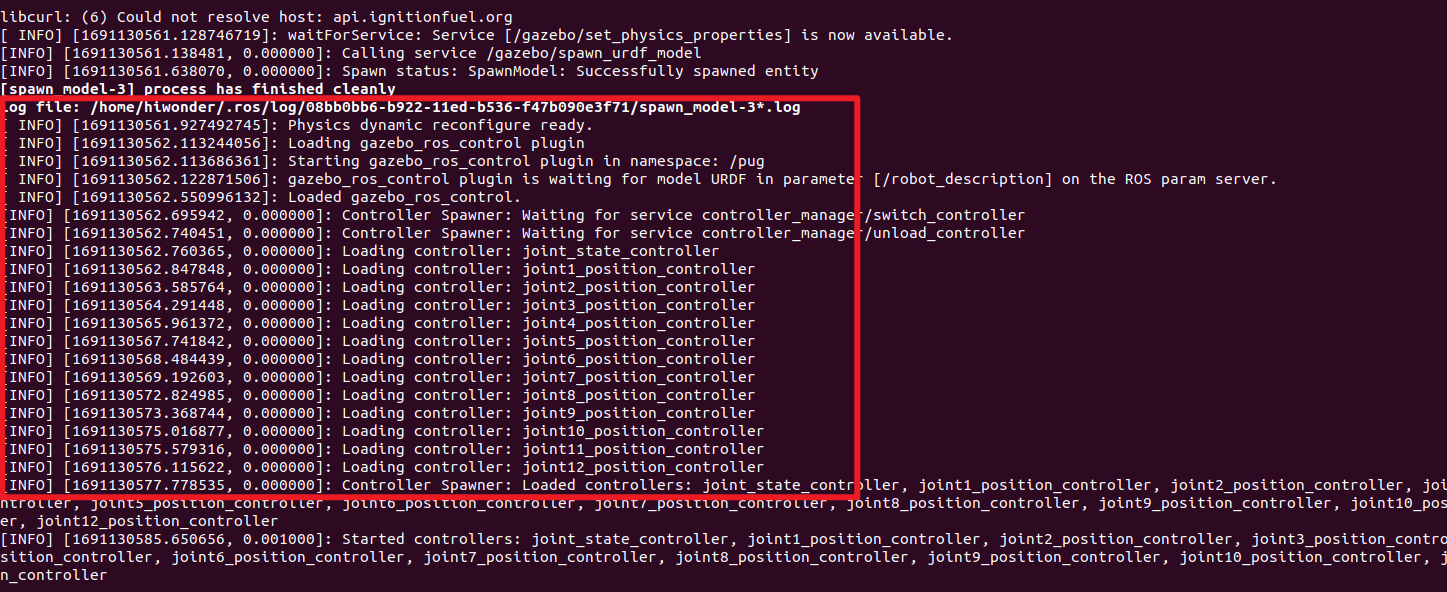 libcurl: (6) Could not resolve host: api.ignitionfuel.org
[ INFO] [1691130561.128746719]: waitForService: Service [/gazebo/set_physics_properties] is now available.
[INFO] [1691130561.138481, 0.000000]: Calling service /gazebo/spawn_urdf_model
[INFO] [1691130561.638070, 0.000000]: Spawn status: SpawnModel: Successfully spawned entity
[spawn_model-3] process has finished cleanly
log file: /home/hiwonder/.ros/log/08bb0bb6-b922-11ed-b536-f47b090e3f71/spawn_model-3*.log
[ INFO] [1691130561.927492745]: Physics dynamic reconfigure ready.
[ INFO] [1691130562.113244056]: Loading gazebo_ros_control plugin
[ INFO] [1691130562.113686361]: Starting gazebo_ros_control plugin in namespace: /pug
[ INFO] [1691130562.122871506]: gazebo_ros_control plugin is waiting for model URDF in parameter [/robot_description] on the ROS param server.
[ INFO] [1691130562.550996132]: Loaded gazebo_ros_control.
[INFO] [1691130562.695942, 0.000000]: Controller Spawner: Waiting for service controller_manager/switch_controller
[INFO] [1691130562.740451, 0.000000]: Controller Spawner: Waiting for service controller_manager/unload_controller
[INFO] [1691130562.760365, 0.000000]: Loading controller: joint_state_controller
[INFO] [1691130562.847848, 0.000000]: Loading controller: joint1_position_controller
[INFO] [1691130563.585764, 0.000000]: Loading controller: joint2_position_controller
[INFO] [1691130564.291448, 0.000000]: Loading controller: joint3_position_controller
[INFO] [1691130565.961372, 0.000000]: Loading controller: joint4_position_controller
[INFO] [1691130567.741842, 0.000000]: Loading controller: joint5_position_controller
[INFO] [1691130568.484439, 0.000000]: Loading controller: joint6_position_controller
[INFO] [1691130569.192603, 0.000000]: Loading controller: joint7_position_controller
[INFO] [1691130572.824985, 0.000000]: Loading controller: joint8_position_controller
[INFO] [1691130573.368744, 0.000000]: Loading controller: joint9_position_controller
[INFO] [1691130575.016877, 0.000000]: Loading controller: joint10_position_controller
[INFO] [1691130575.579316, 0.000000]: Loading controller: joint11_position_controller
[INFO] [1691130576.115622, 0.000000]: Loading controller: joint12_position_controller
[INFO] [1691130577.778535, 0.000000]: Controller Spawner: Loaded controllers: joint_state_controller, joint1_position_controller, joint2_position_controller, joi
ntroller, joint5_position_controller, joint6_position_controller, joint7_position_controller, joint8_position_controller, joint9_position_controller, joint10_pos
er, joint12_position_controller
[INFO] [1691130585.650656, 0.001000]: Started controllers: joint_state_controller, joint1_position_controller, joint2_position_controller, joint3_position_contro
sition_controller, joint6_position_controller, joint7_position_controller, joint8_position_controller, joint9_position_controller, joint10_position_controller, j
n_controller